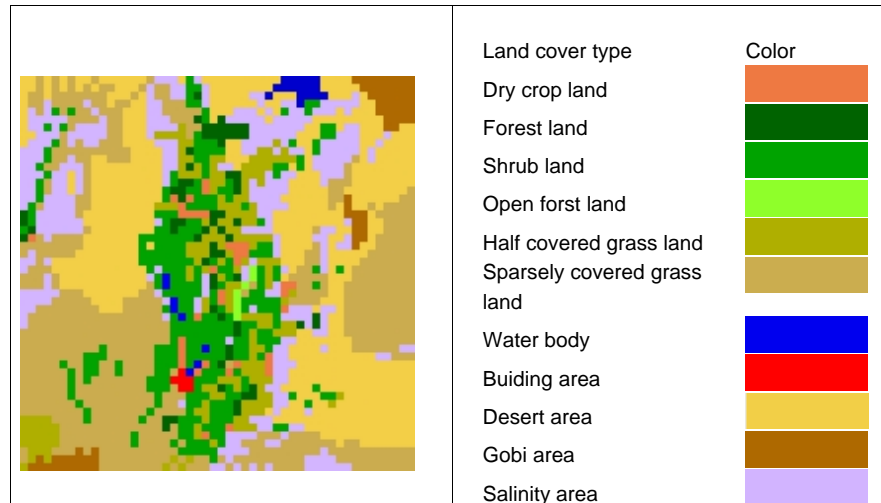 Land cover type Color
Dry crop land
Forest land
Shrub land
Open forst land
Half covered grass land
Sparsely covered grass
land
Water body
Buiding area
Desert area
Gobi area
Salinity area